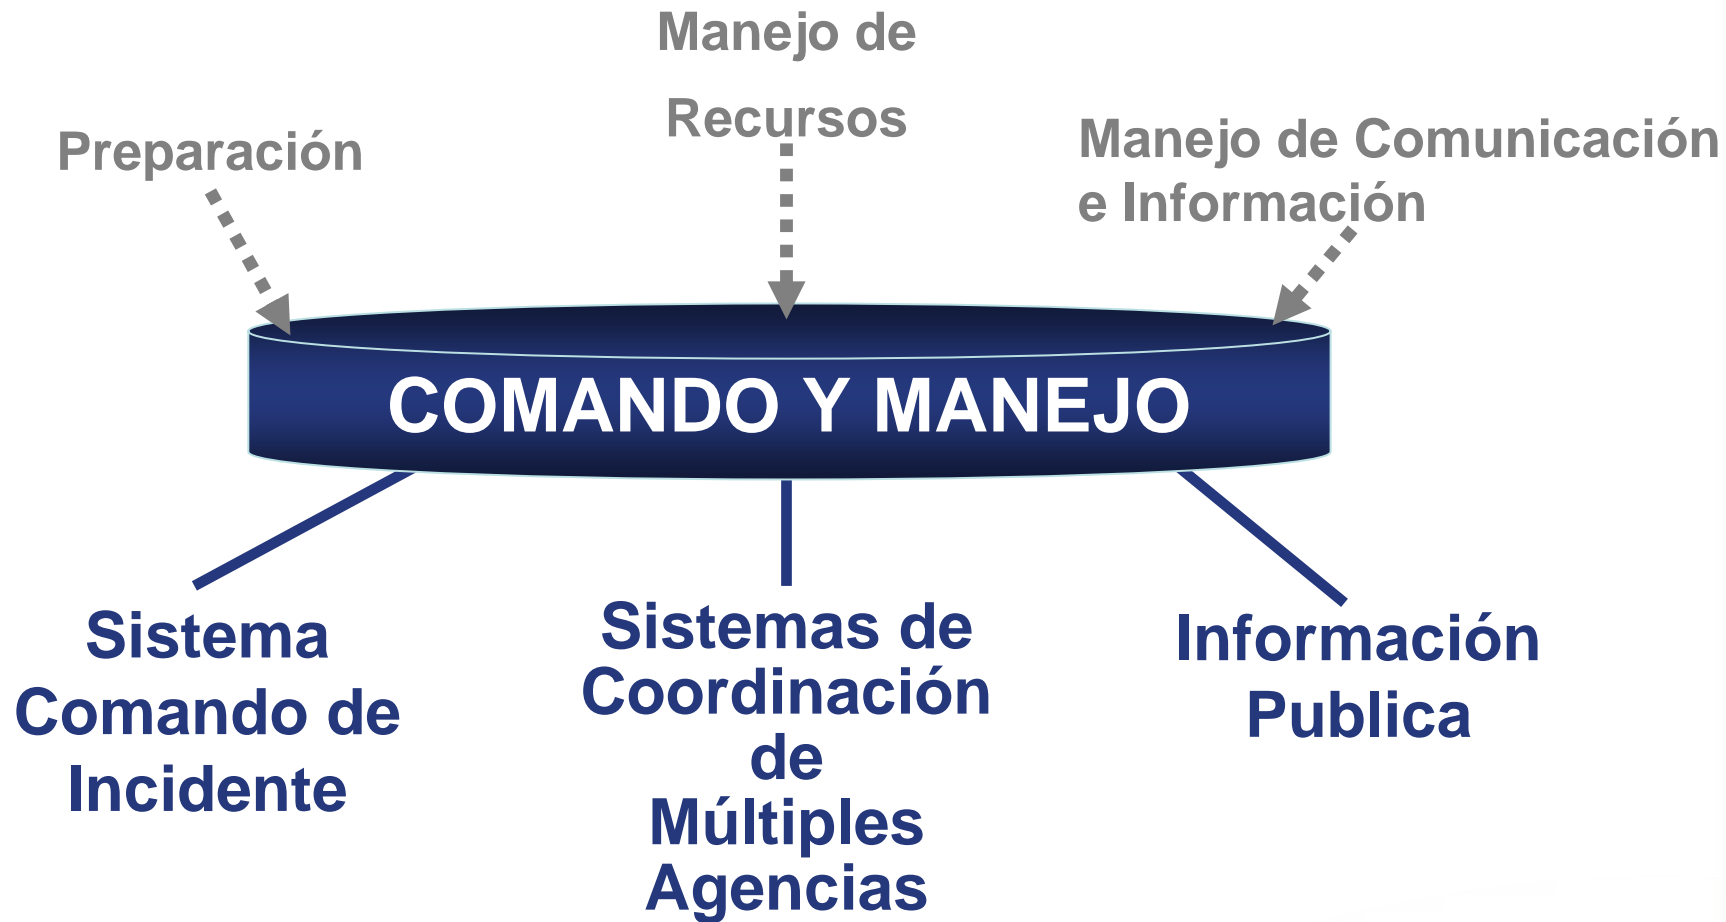 Manejo de
Recursos
Preparación
Manejo de Comunicación
e Información
COMANDO Y MANEJO
Sistema
Comando de
Incidente
Sistemas de
Coordinación
de
Múltiples
Agencias
Información
Publica